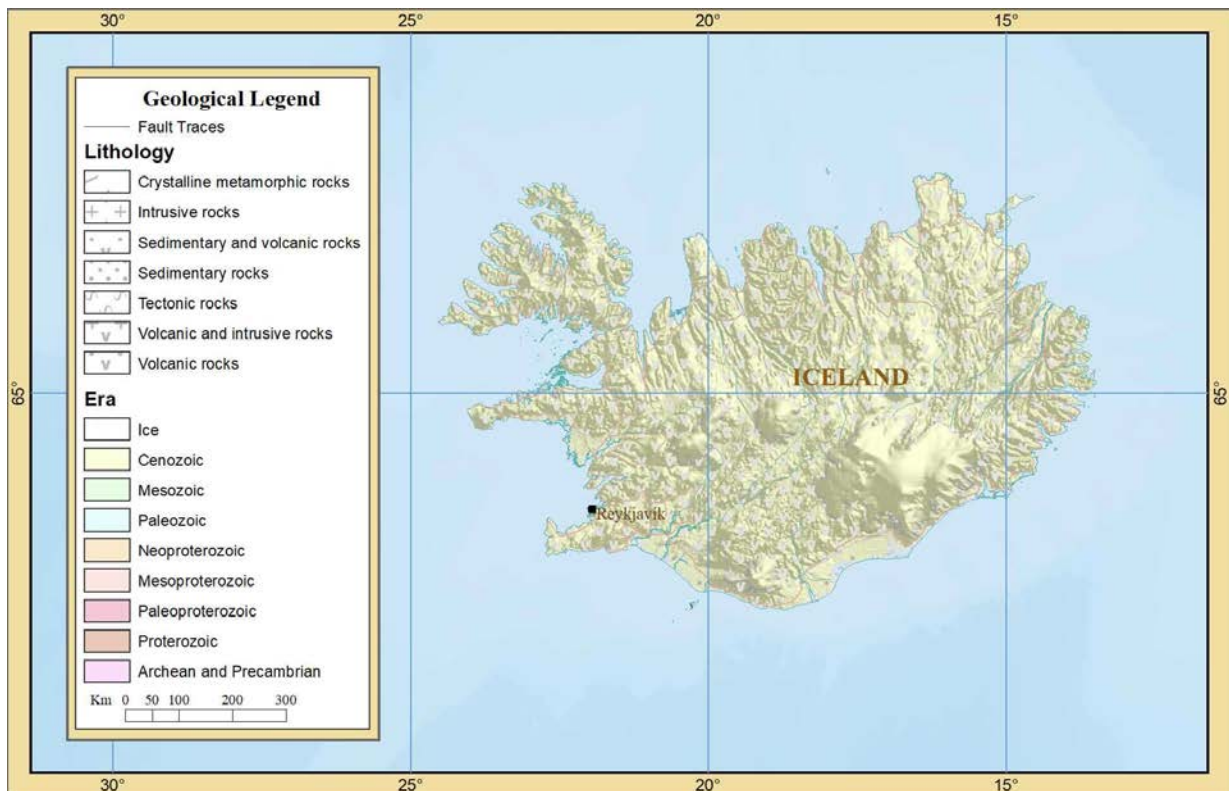 30°
25°
20°
15°
Geological Legend
Fault Traces
Lithology
Crystalline metamorphic rocks
Intrusive rocks
Sedimentary and volcanic rocks
Sedimentary rocks
Tectonic rocks
Volcanic and intrusive rocks
Volcanic rocks
Era
Ice
Cenozoic
Mesozoic
Paleozoic
Neoproterozoic
Mesoproterozoic
Paleoproterozoic
Proterozoic
Archean and Precambrian
Km 0 50 100 200 300
65°
ICELAND
65°
Reykjavík
30°
25°
20°
15°